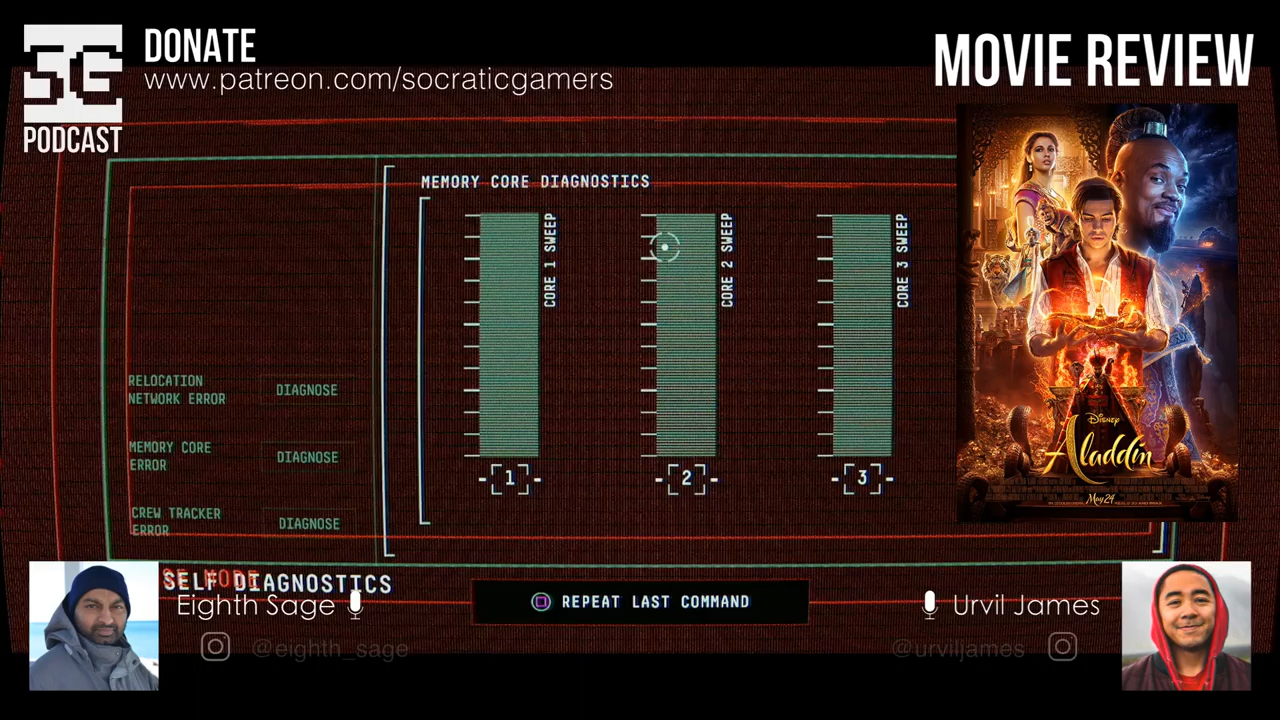 SG
PODCAST
DONATE
www.patreon.com/socraticgamers
MOVIE REVIEW
MEMORY CORE DIAGNOSTICS
CORE 1 SWEEP
CORE 2 SWEEP
CORE 3 SWEEP
1
2
3
RELOCATION
NETWORK ERROR
DIAGNOSE
MEMORY CORE
ERROR
DIAGNOSE
CREW TRACKER
ERROR
DIAGNOSE
Disney
Aladdin
May 24
SELF DIAGNOSTICS
REPEAT LAST COMMAND
Eighth Sage
@eighth_sage
Urvil James
@urviljames